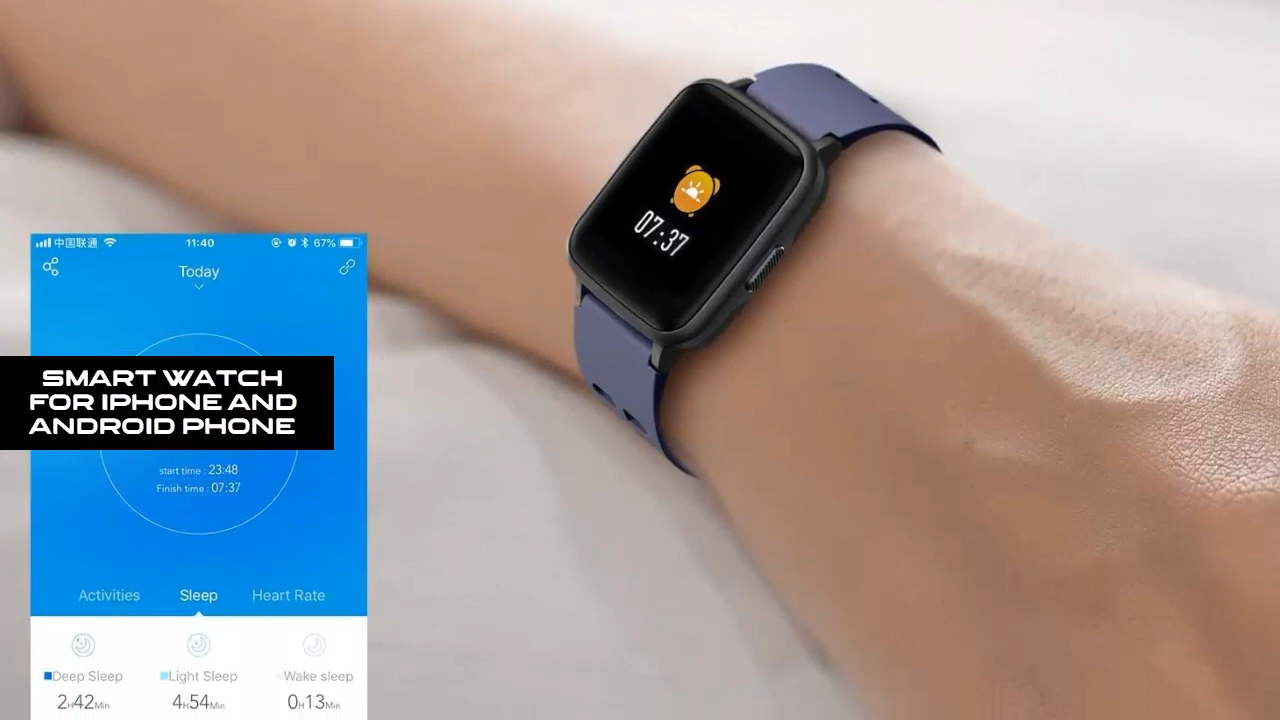 中国联通
11:40
67%
Today
SMART WATCH
FOR IPHONE AND
ANDROID PHONE
start time : 23:48
Finish time : 07:37
Activities Sleep Heart Rate
Deep Sleep Light Sleep Wake sleep
2H42Min 4H54Min 0H13Min
07:37